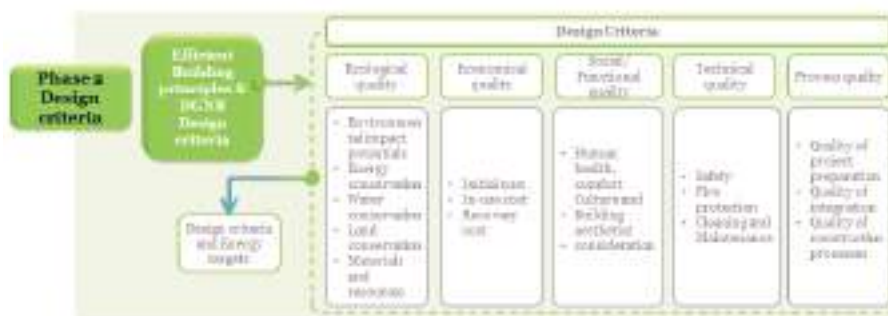 Design Criteria
Phase a
Design
criteria
Efficient
Building
principles &
DGNB
Design
criteria
Design criteria
and Energy
targets
Ecological
quality
Economical
quality
Social/
Functional
quality
Technical
quality
Process quality
• Environmen
tal impact
potentials
• Energy
conservation
• Water
conservation
• Land
conservation
• Materials
and
resources
• Initial cost
• In-use cost
• Recovery
cost
• Human
health,
comfort
Culture and
• Building
aesthetics
• consideration
• Safety
• Fire
protection
• Cleaning and
Maintenance
• Quality of
project
preparation
• Quality of
integration
• Quality of
construction
processes